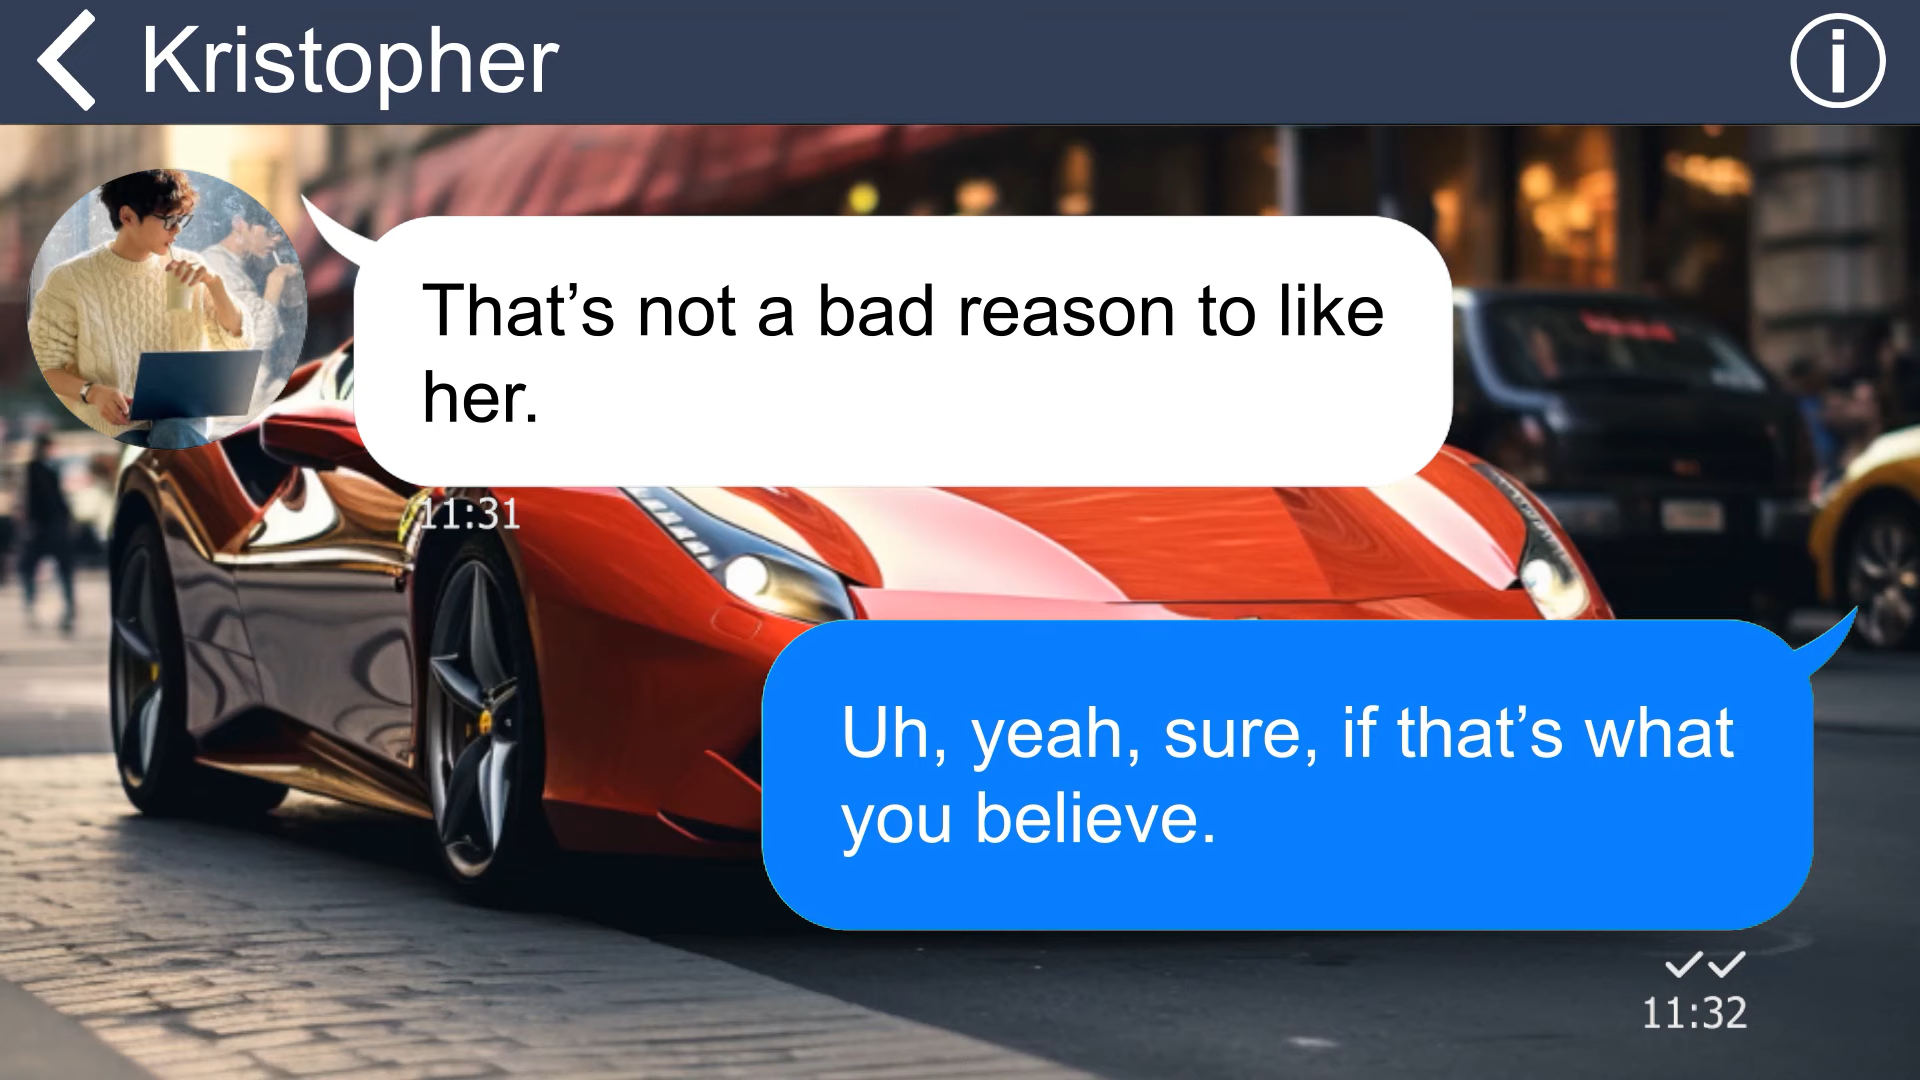 Kristopher
That’s not a bad reason to like
her.
11:31
Uh, yeah, sure, if that’s what
you believe.
11:32